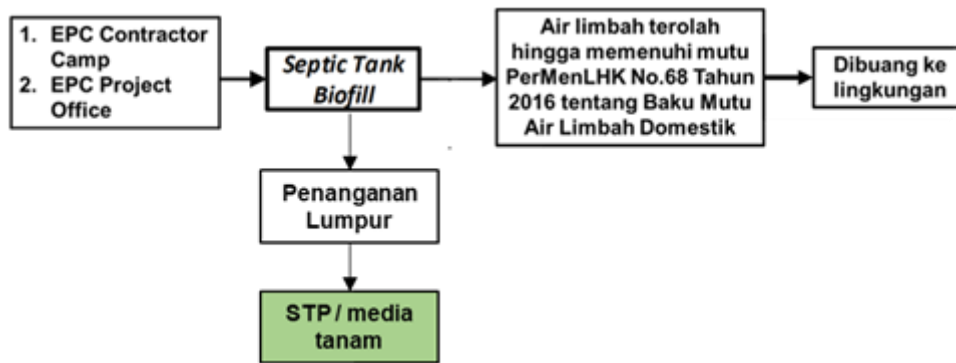 1. EPC Contractor
Camp
2. EPC Project
Office
Septic Tank
Biofill
Air limbah terolah
hingga memenuhi mutu
PerMenLHK No.68 Tahun
2016 tentang Baku Mutu
Air Limbah Domestik
Dibuang ke
lingkungan
Penanganan
Lumpur
STP / media
tanam